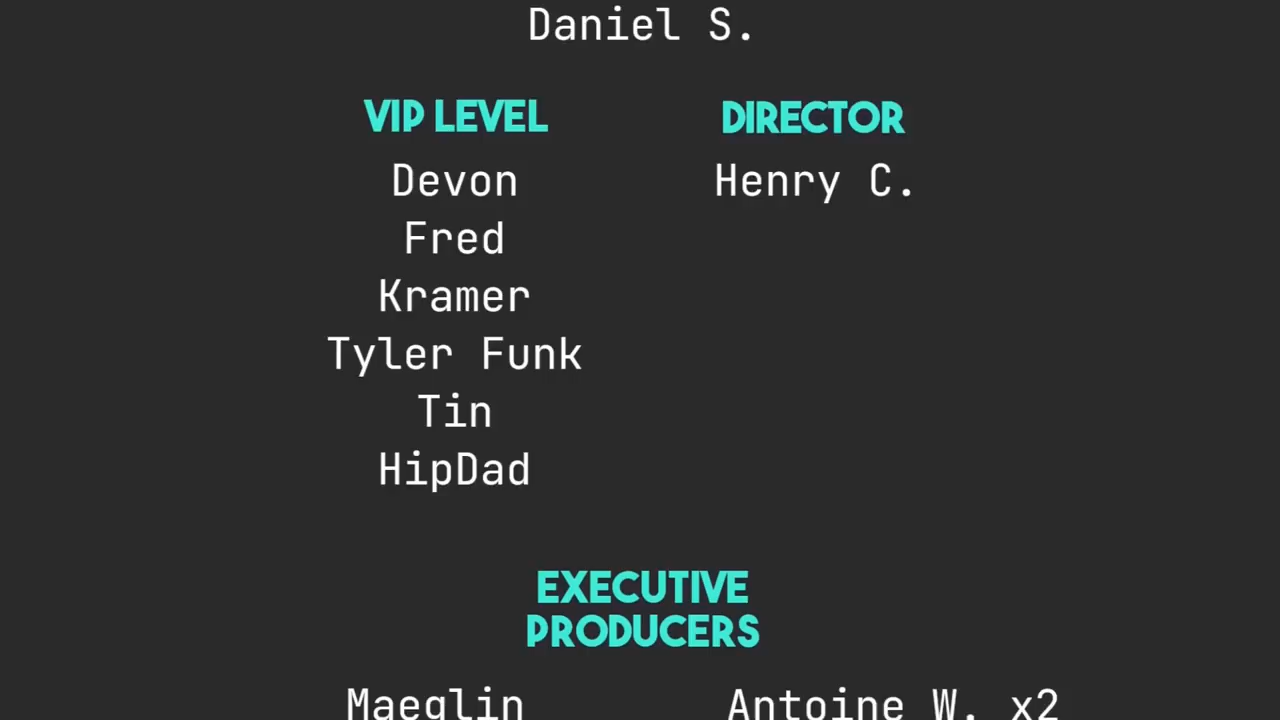 Daniel S.
VIP LEVEL
Devon
Fred
Kramer
Tyler Funk
Tin
HipDad
DIRECTOR
Henry C.
EXECUTIVE
PRODUCERS
Maeglin
Antoine W. x2